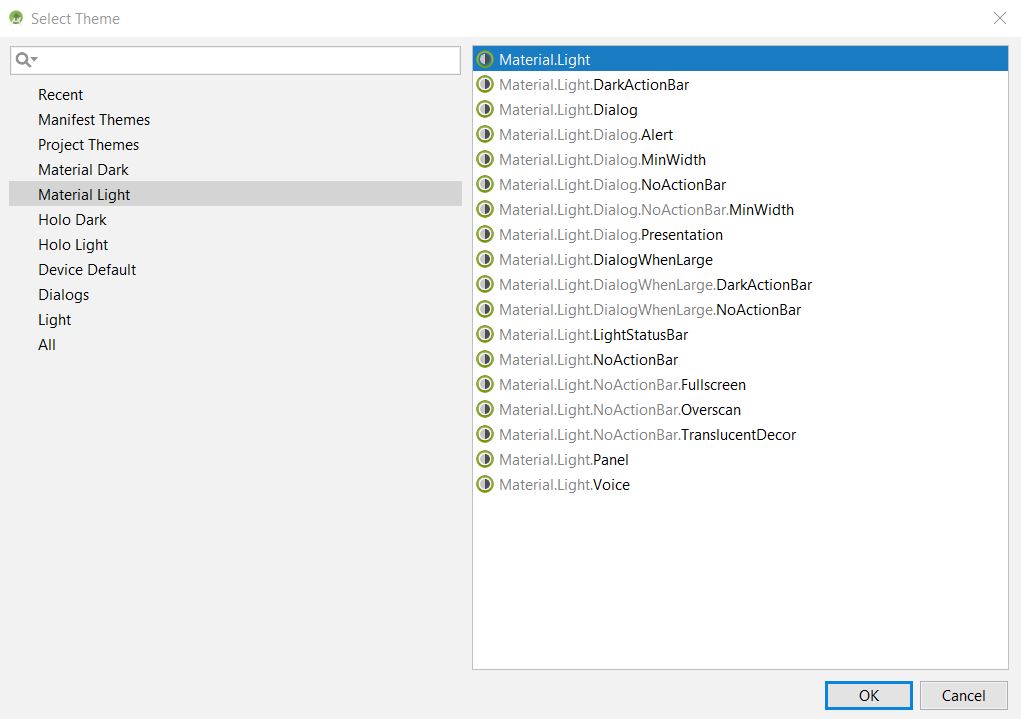 Select Theme
Recent
Manifest Themes
Project Themes
Material Dark
Material Light
Holo Dark
Holo Light
Device Default
Dialogs
Light
All
Material.Light
Material.Light.DarkActionBar
Material.Light.Dialog
Material.Light.Dialog.Alert
Material.Light.Dialog.MinWidth
Material.Light.Dialog.NoActionBar
Material.Light.Dialog.NoActionBar.MinWidth
Material.Light.Dialog.Presentation
Material.Light.DialogWhenLarge
Material.Light.DialogWhenLarge.DarkActionBar
Material.Light.DialogWhenLarge.NoActionBar
Material.Light.LightStatusBar
Material.Light.NoActionBar
Material.Light.NoActionBar.Fullscreen
Material.Light.NoActionBar.Overscan
Material.Light.NoActionBar.TranslucentDecor
Material.Light.Panel
Material.Light.Voice
OK Cancel